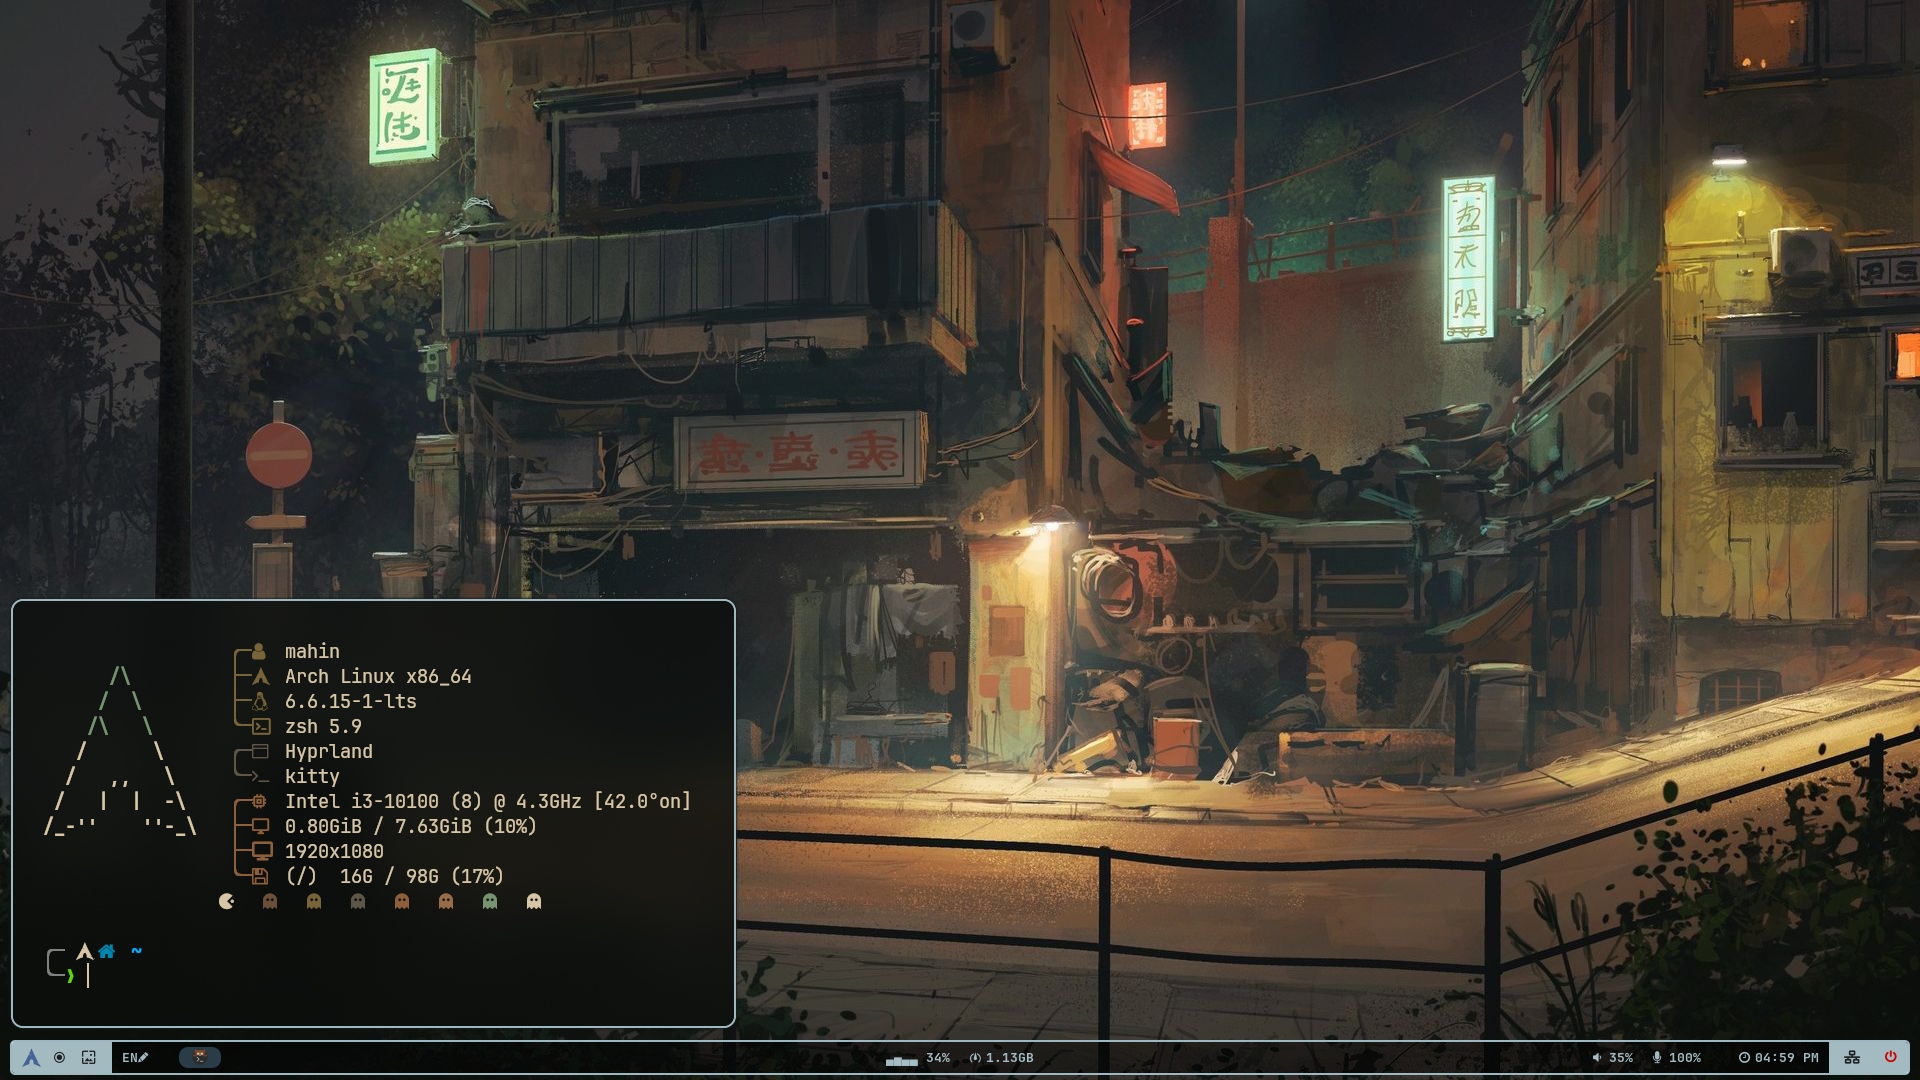 mahin
Arch Linux x86_64
6.6.15-1-lts
zsh 5.9
Hyprland
kitty
Intel i3-10100 (8) @ 4.3GHz [42.0°on]
0.80GiB / 7.63GiB (10%)
1920x1080
(/)  16G / 98G (17%)
~
EN 34% 1.13GB 35% 100% 04:59 PM